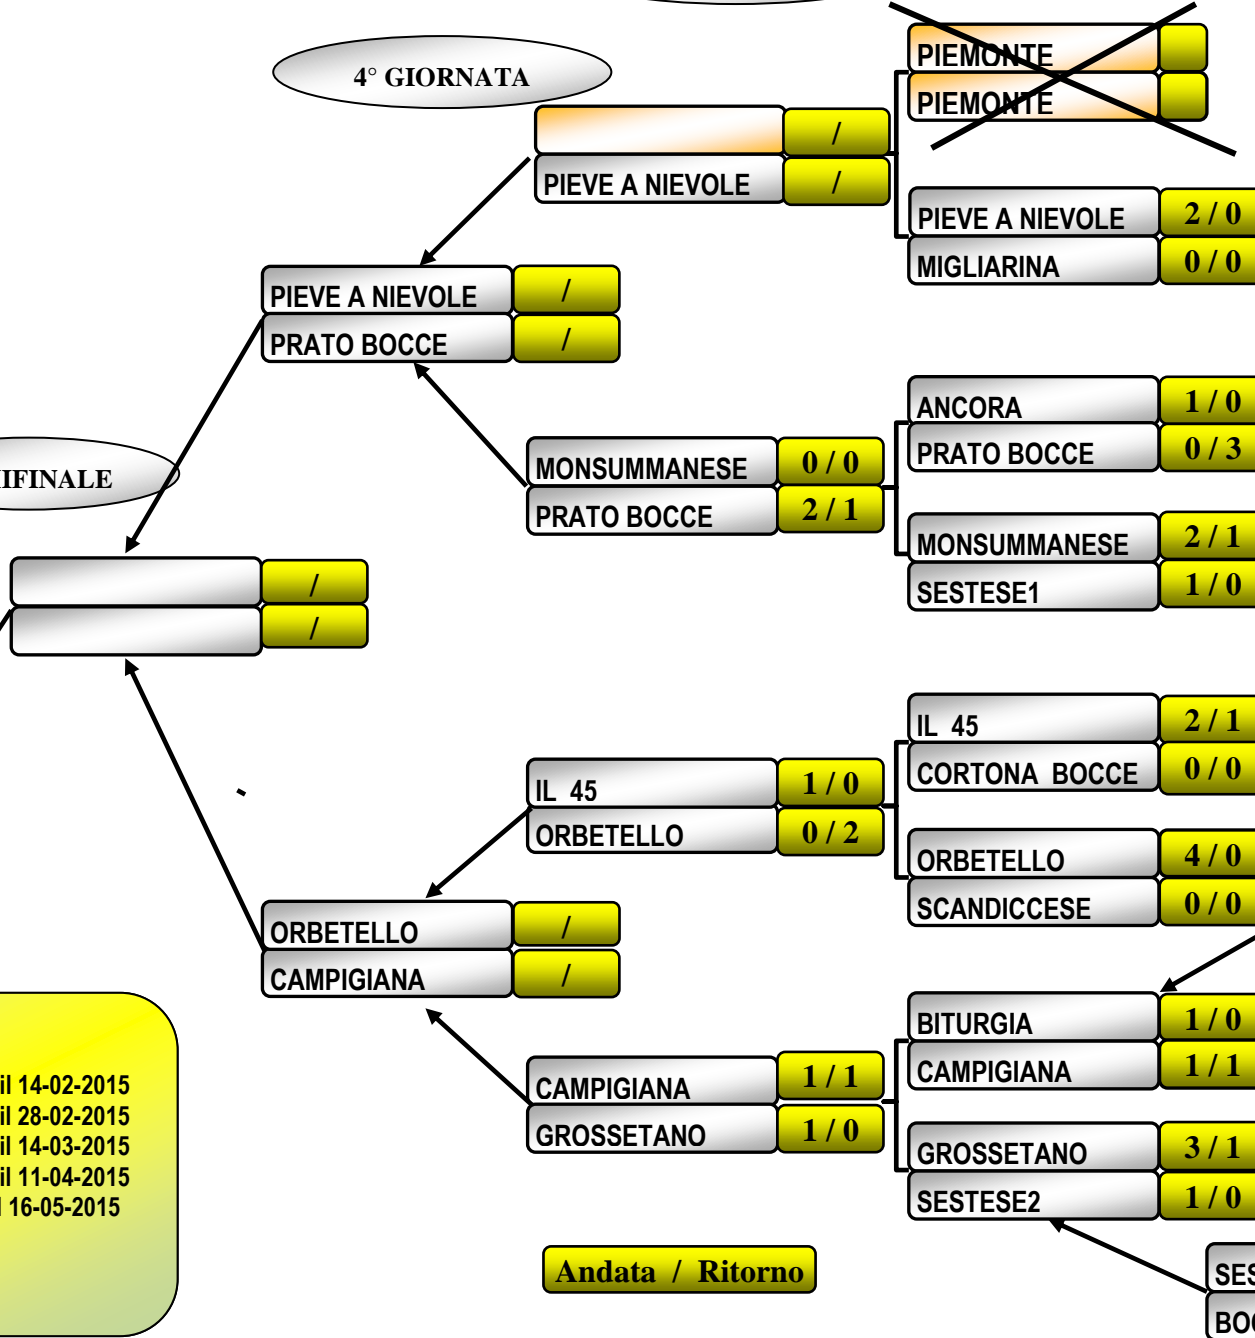 PIEMONTE
PIEMONTE
4° GIORNATA
/
PIEVE A NIEVOLE /
PIEVE A NIEVOLE 2 / 0
MIGLIARINA 0 / 0
PIEVE A NIEVOLE /
PRATO BOCCE /
ANCORA 1 / 0
PRATO BOCCE 0 / 3
MONSUMMANESE 0 / 0
PRATO BOCCE 2 / 1
IFINALE
MONSUMMANESE 2 / 1
SESTESE1 1 / 0
/
/
IL 45 2 / 1
CORTONA BOCCE 0 / 0
IL 45 1 / 0
ORBETELLO 0 / 2
ORBETELLO 4 / 0
SCANDICCESE 0 / 0
ORBETELLO /
CAMPIGIANA /
BITURGIA 1 / 0
CAMPIGIANA 1 / 1
CAMPIGIANA 1 / 1
GROSSETANO 1 / 0
GROSSETANO 3 / 1
SESTESE2 1 / 0
il 14-02-2015
il 28-02-2015
il 14-03-2015
il 11-04-2015
l 16-05-2015
Andata / Ritorno
SES
BOC